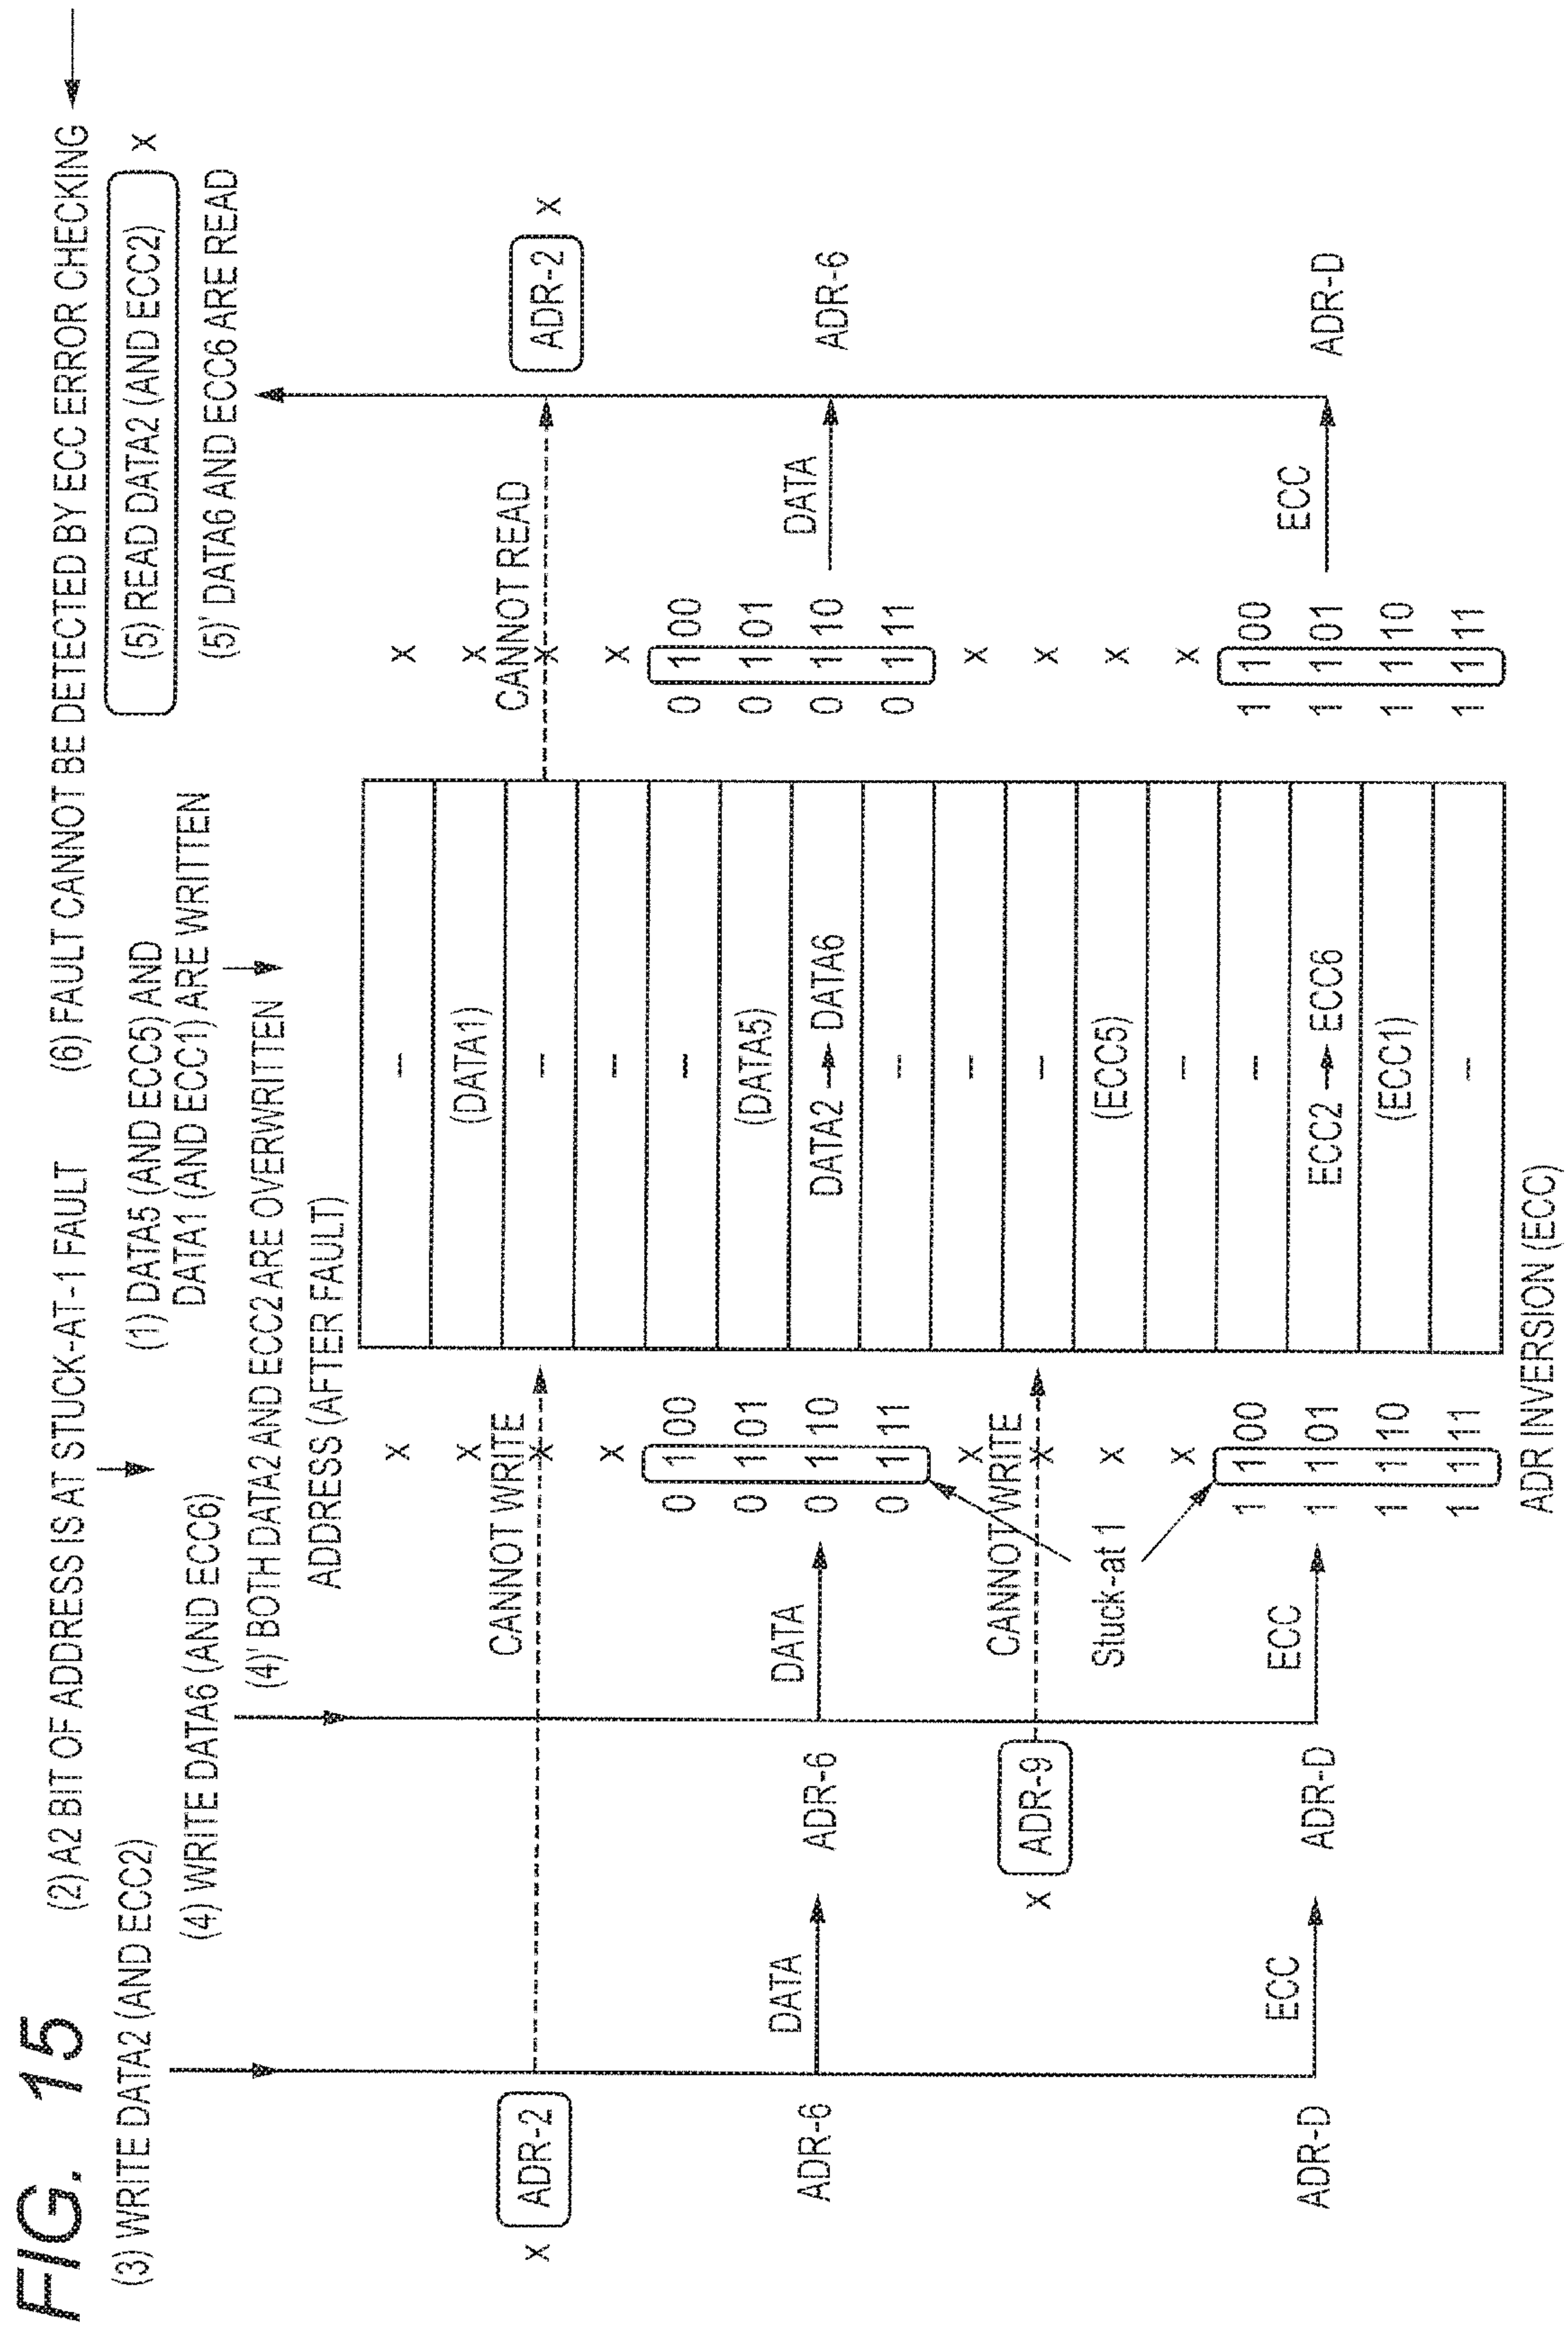 FIG. 15
(2) A2 BIT OF ADDRESS IS AT STUCK-AT-1 FAULT
(6) FAULT CANNOT BE DETECTED BY ECC ERROR CHECKING
(3) WRITE DATA2 (AND ECC2)
(1) DATA5 (AND ECC5) AND
DATA1 (AND ECC1) ARE WRITTEN
(5) READ DATA2 (AND ECC2) X
(4) WRITE DATA6 (AND ECC6)
(5)' DATA6 AND ECC6 ARE READ
(4)' BOTH DATA2 AND ECC2 ARE OVERWRITTEN
ADDRESS (AFTER FAULT)
X - X
X (DATA1) X
X ADR-2 CANNOT WRITE X - X CANNOT READ ADR-2 X
X - X
0 1 00 - 0 1 00
0 1 01 (DATA5) 0 1 01
ADR-6 DATA ADR-6 DATA 0 1 10 DATA2 DATA6 0 1 10 DATA ADR-6
0 1 11 - 0 1 11
X - X
X ADR-9 CANNOT WRITE X - X
X (ECC5) X
Stuck-at 1
X - X
1 1 00 - 1 1 00
ADR-D ECC ADR-D ECC 1 1 01 ECC2 ECC6 1 1 01 ECC ADR-D
1 1 10 (ECC1) 1 1 10
1 1 11 - 1 1 11
ADR INVERSION (ECC)